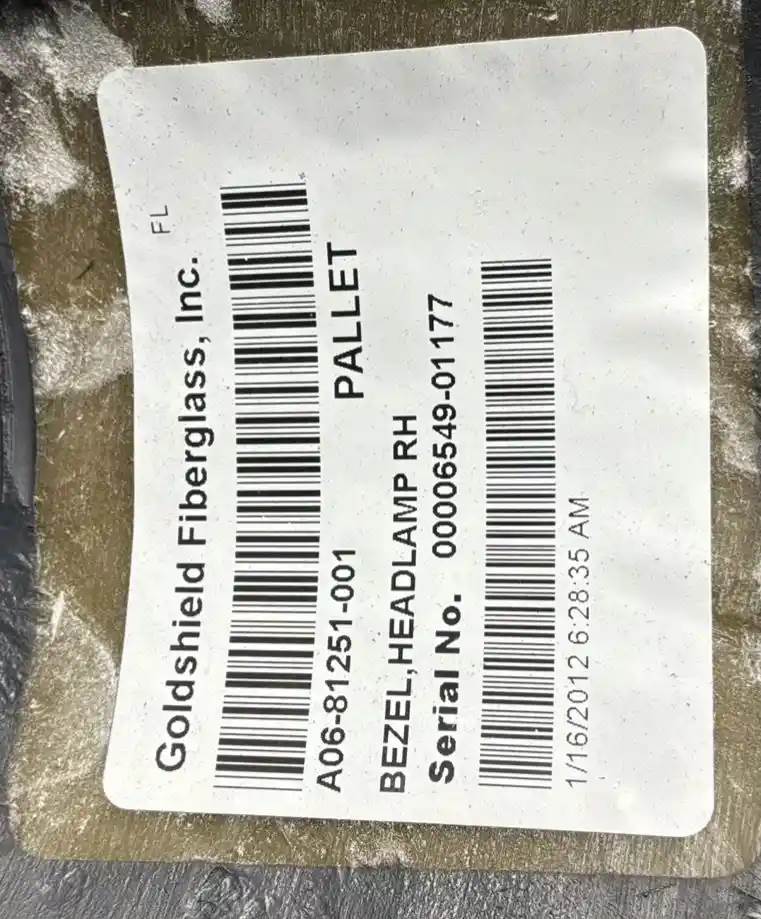 Goldshield Fiberglass, Inc. FL
A06-81251-001 PALLET
BEZEL,HEADLAMP RH
Serial No. 00006549-01177
1/16/2012 6:28:35 AM